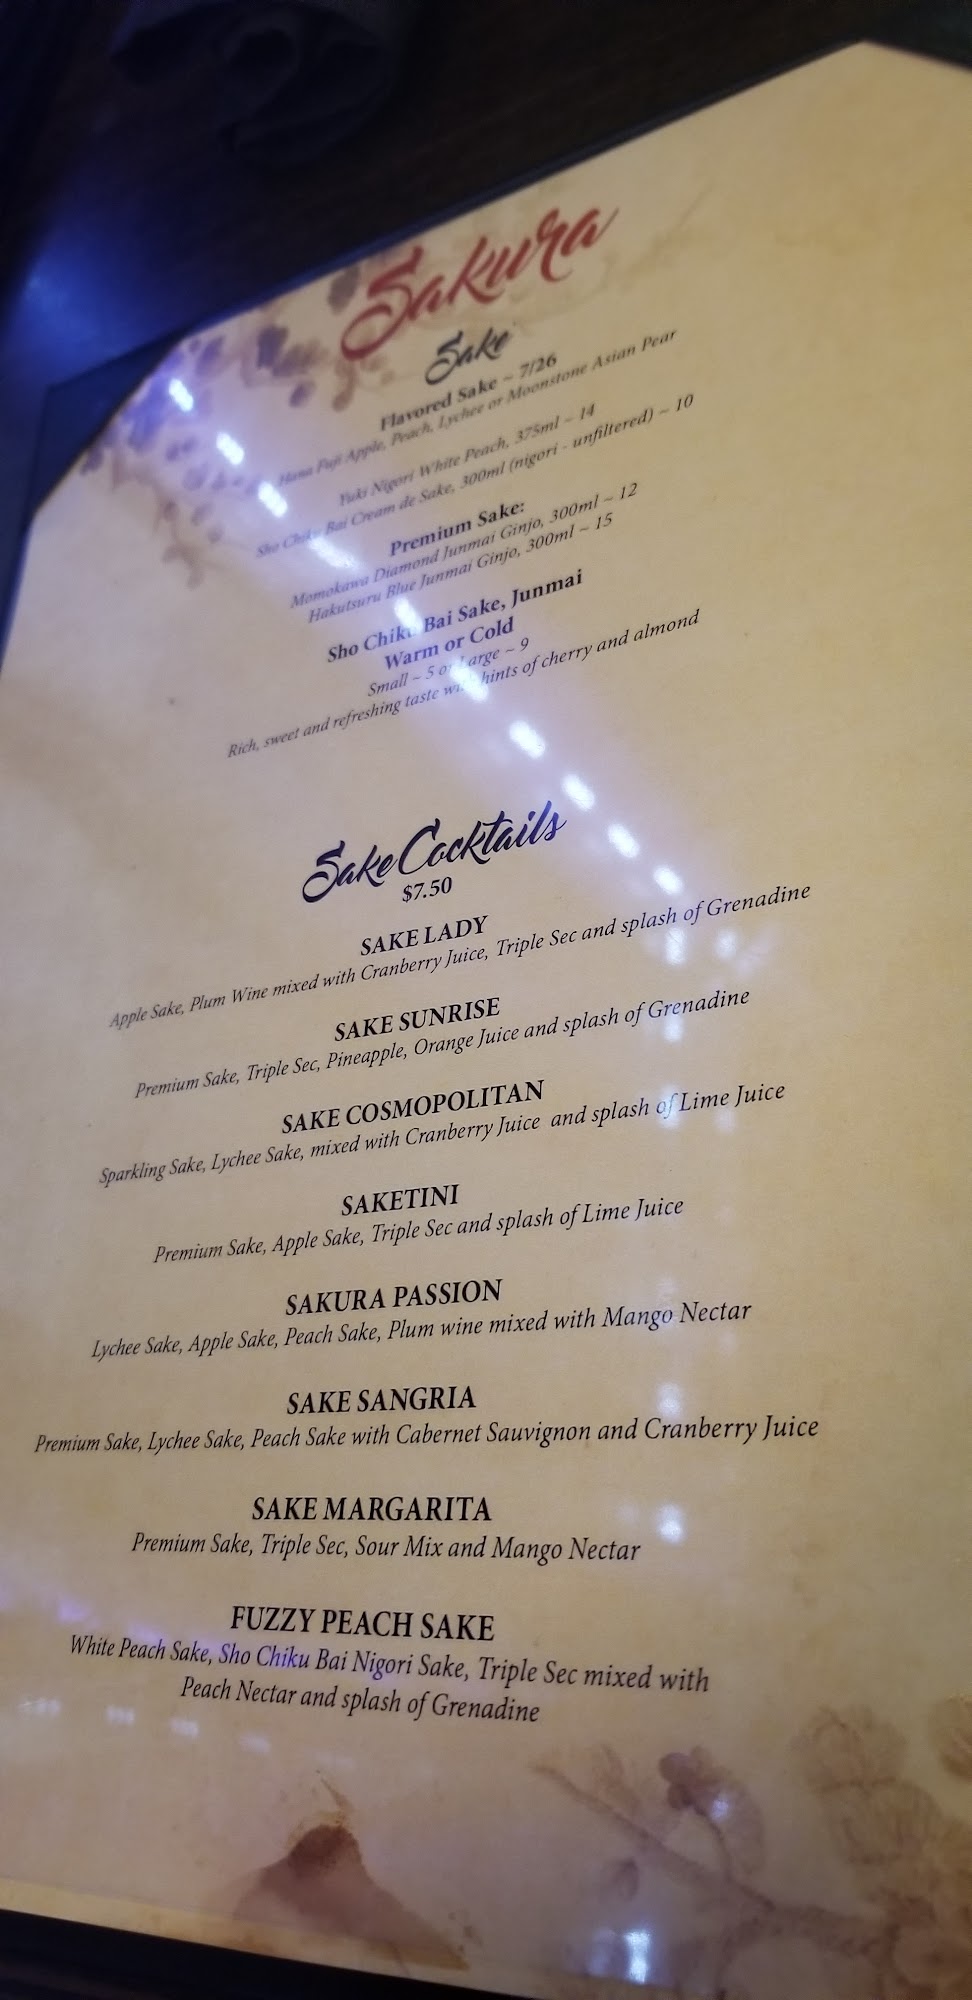 Sakura
Sake
Flavored Sake ~ 7/26
Hana Fuji Apple, Peach, Lychee or Moonstone Asian Pear
Yuki Nigori White Peach, 375ml ~ 14
Sho Chiku Bai Cream de Sake, 300ml (nigori - unfiltered) ~ 10
Premium Sake:
Momokawa Diamond Junmai Ginjo, 300ml ~ 12
Hakutsuru Blue Junmai Ginjo, 300ml ~ 15
Sho Chiku Bai Sake, Junmai
Warm or Cold
Small ~ 5 or Large ~ 9
Rich, sweet and refreshing taste with hints of cherry and almond
Sake Cocktails
$7.50
SAKE LADY
Apple Sake, Plum Wine mixed with Cranberry Juice, Triple Sec and splash of Grenadine
SAKE SUNRISE
Premium Sake, Triple Sec, Pineapple, Orange Juice and splash of Grenadine
SAKE COSMOPOLITAN
Sparkling Sake, Lychee Sake, mixed with Cranberry Juice and splash of Lime Juice
SAKETINI
Premium Sake, Apple Sake, Triple Sec and splash of Lime Juice
SAKURA PASSION
Lychee Sake, Apple Sake, Peach Sake, Plum wine mixed with Mango Nectar
SAKE SANGRIA
Premium Sake, Lychee Sake, Peach Sake with Cabernet Sauvignon and Cranberry Juice
SAKE MARGARITA
Premium Sake, Triple Sec, Sour Mix and Mango Nectar
FUZZY PEACH SAKE
White Peach Sake, Sho Chiku Bai Nigori Sake, Triple Sec mixed with
Peach Nectar and splash of Grenadine